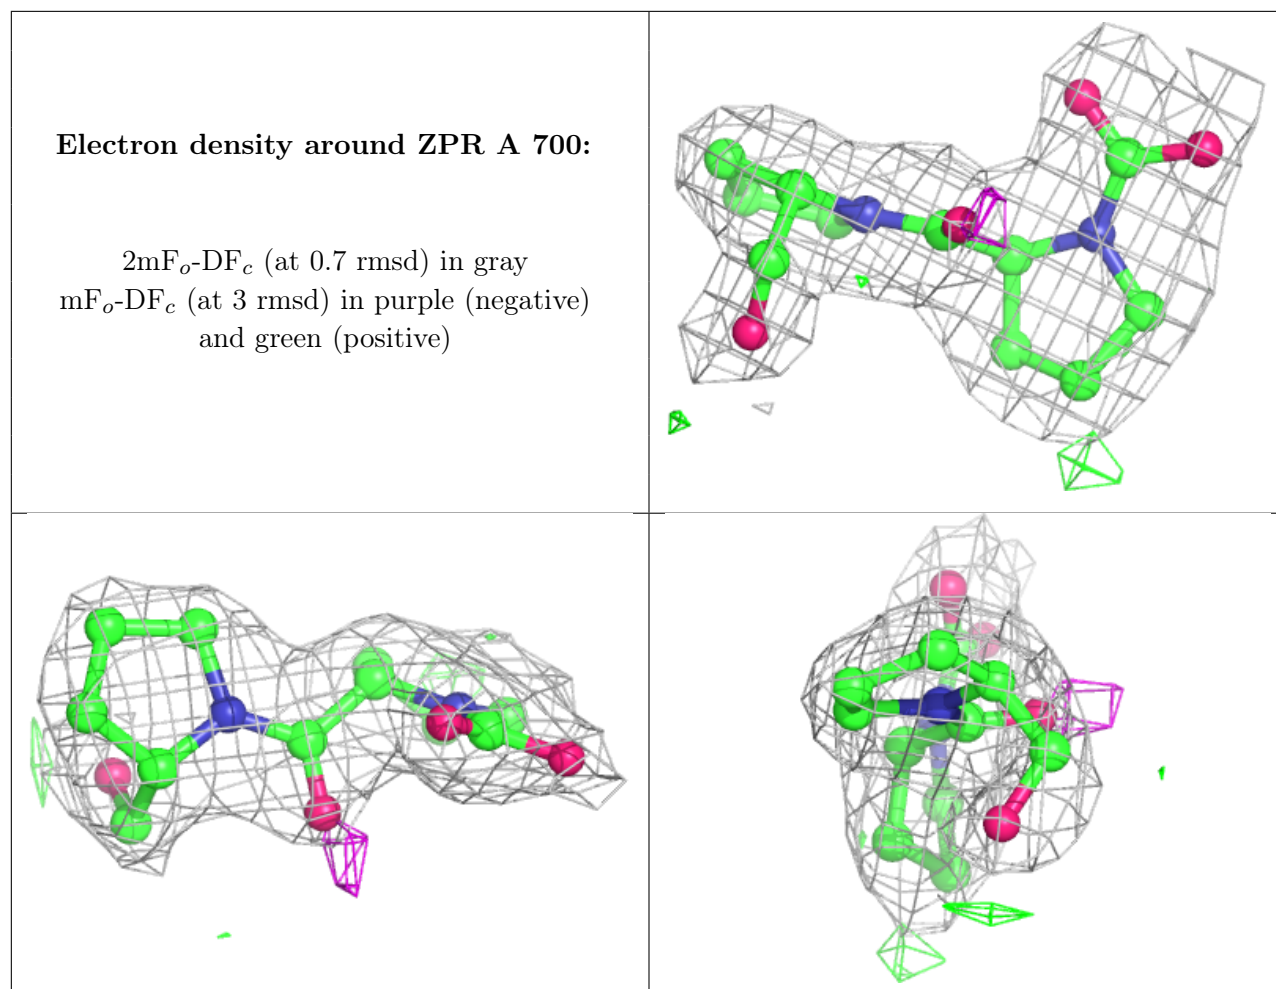 Electron density around ZPR A 700:
2mFo-DFc (at 0.7 rmsd) in gray
mFo-DFc (at 3 rmsd) in purple (negative)
and green (positive)